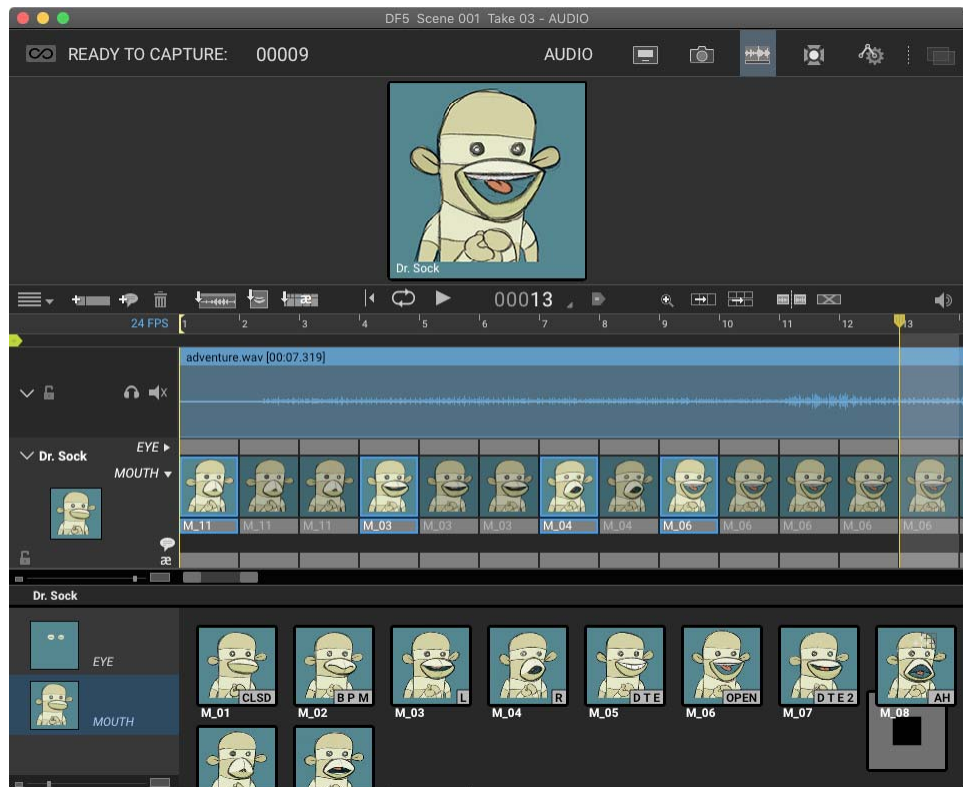 DF5 Scene 001 Take 03 - AUDIO
READY TO CAPTURE: 00009 AUDIO
Dr. Sock
æ 00013
24 FPS 1 2 3 4 5 6 7 8 9 10 11 12 13
adventure.wav [00:07.319]
EYE
Dr. Sock
MOUTH
M_11 M_11 M_11 M_03 M_03 M_03 M_04 M_04 M_06 M_06 M_06 M_06 M_06
æ
Dr. Sock
EYE
MOUTH
CLSD B P M L R D T E OPEN D T E 2 AH
M_01 M_02 M_03 M_04 M_05 M_06 M_07 M_08